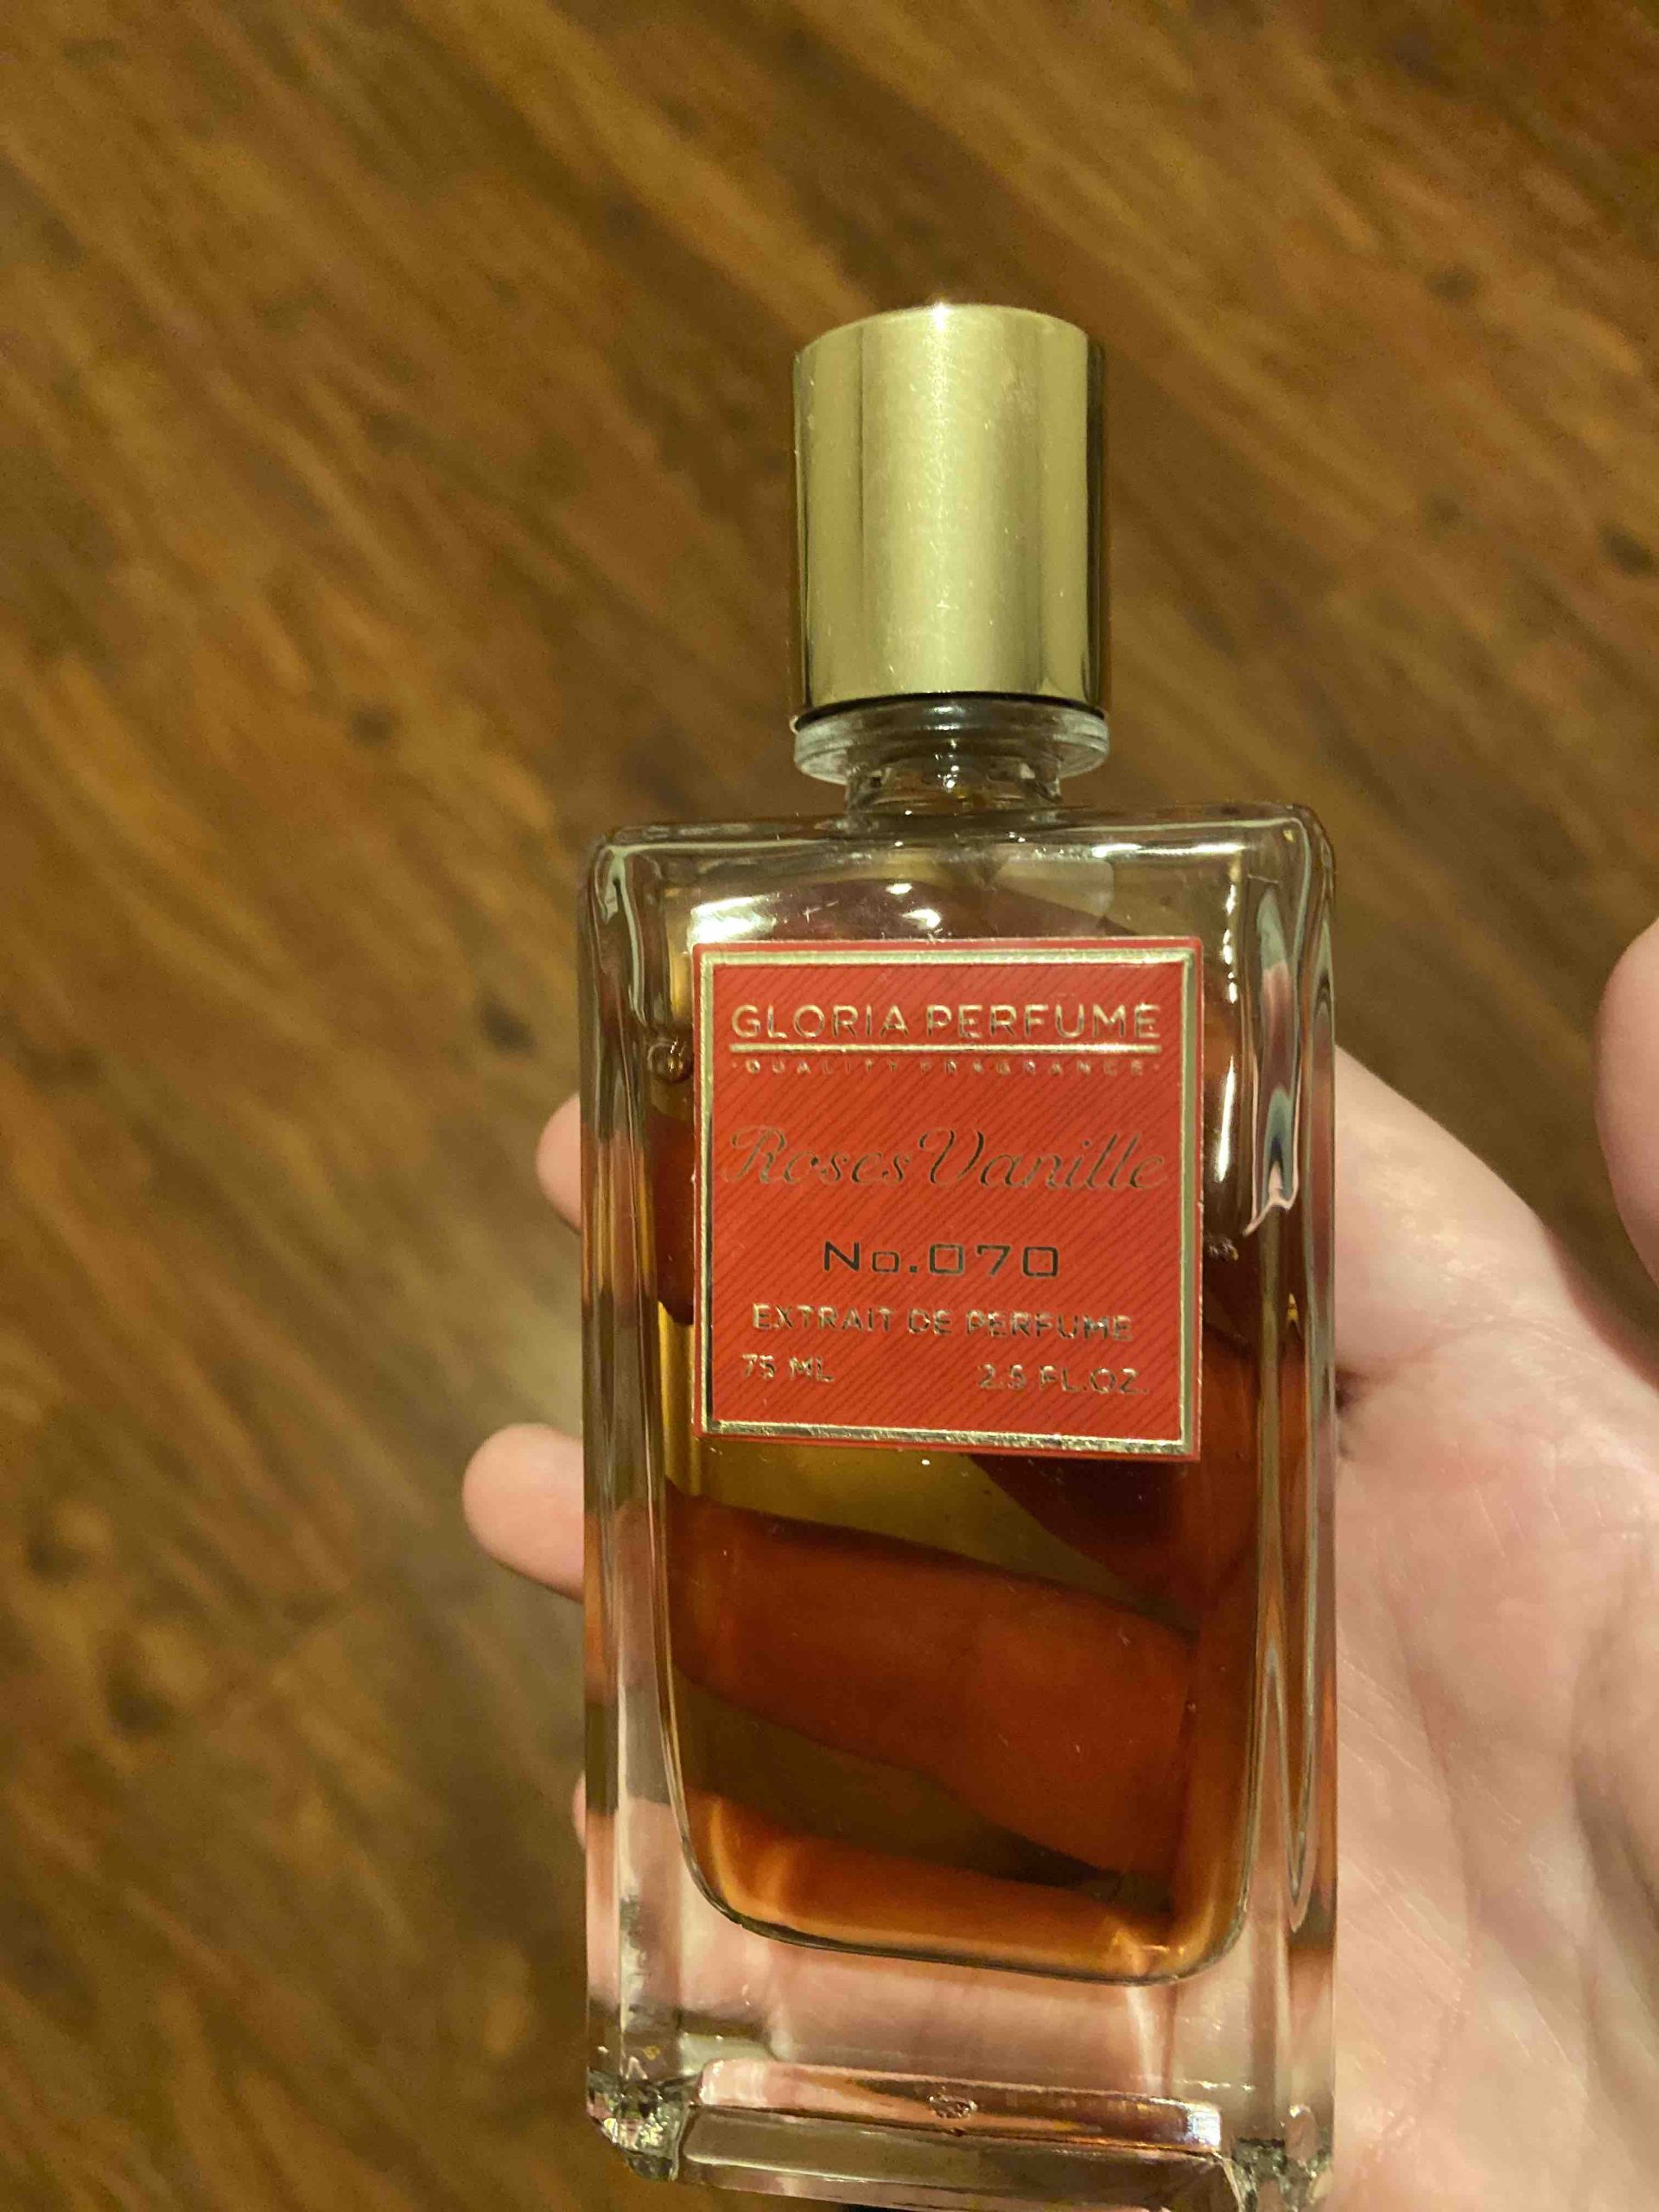 GLORIA PERFUME
·QUALITY FRAGRANCE·
Roses Vanille
No.070
EXTRAIT DE PERFUME
75 ML 2.5 FL.OZ.